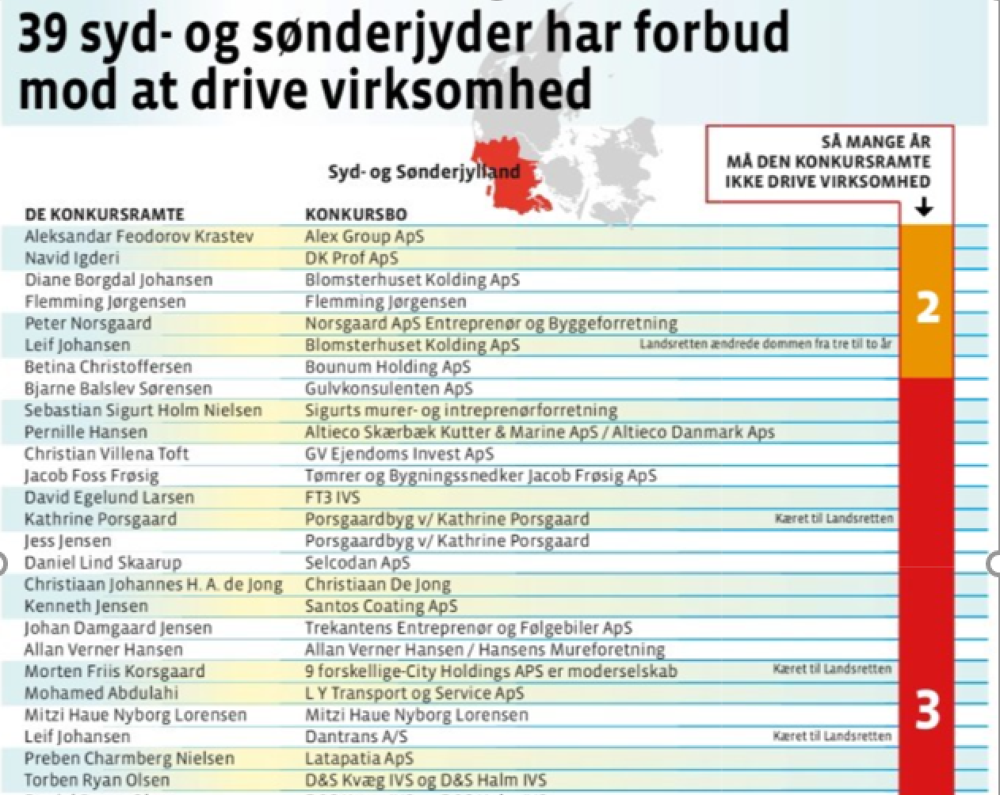 39 syd- og sønderjyder har forbud
mod at drive virksomhed
SÅ MANGE ÅR
MÅ DEN KONKURSRAMTE
IKKE DRIVE VIRKSOMHED
Syd- og Sønderjylland
DE KONKURSRAMTE KONKURSBO
Aleksandar Feodorov Krastev Alex Group ApS
Navid Igderi DK Prof ApS
Diane Borgdal Johansen Blomsterhuset Kolding ApS
Flemming Jørgensen Flemming Jørgensen
2
Peter Norsgaard Norsgaard ApS Entreprenør og Byggeforretning
Leif Johansen Blomsterhuset Kolding ApS Landsretten ændrede dommen fra tre til to år
Betina Christoffersen Bounum Holding ApS
Bjarne Balslev Sørensen Gulvkonsulenten ApS
Sebastian Sigurt Holm Nielsen Sigurts murer- og intreprenørforretning
Pernille Hansen Altieco Skærbæk Kutter & Marine ApS / Altieco Danmark Aps
Christian Villena Toft GV Ejendoms Invest ApS
Jacob Foss Frøsig Tømrer og Bygningssnedker Jacob Frøsig ApS
David Egelund Larsen FT3 IVS
Kathrine Porsgaard Porsgaardbyg v/ Kathrine Porsgaard Kæret til Landsretten
Jess Jensen Porsgaardbyg v/ Kathrine Porsgaard
Daniel Lind Skaarup Selcodan ApS
Christiaan Johannes H. A. de Jong Christiaan De Jong
Kenneth Jensen Santos Coating ApS
Johan Damgaard Jensen Trekantens Entreprenør og Følgebiler ApS
Allan Verner Hansen Allan Verner Hansen / Hansens Mureforetning
Morten Friis Korsgaard 9 forskellige-City Holdings APS er moderselskab Kæret til Landsretten
Mohamed Abdulahi L Y Transport og Service ApS
3
Mitzi Haue Nyborg Lorensen Mitzi Haue Nyborg Lorensen
Leif Johansen Dantrans A/S Kæret til Landsretten
Preben Charmberg Nielsen Latapatia ApS
Torben Ryan Olsen D&S Kvæg IVS og D&S Halm IVS